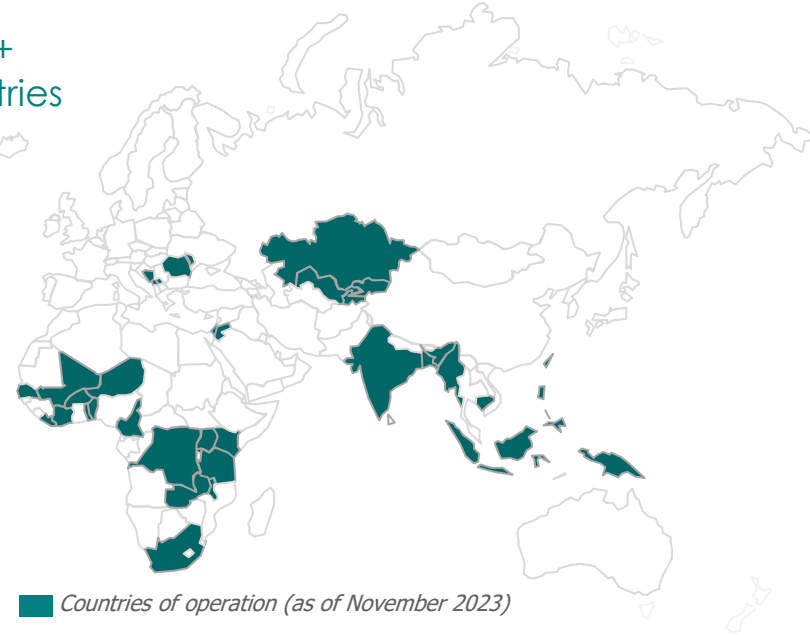 +
tries
Countries of operation (as of November 2023)